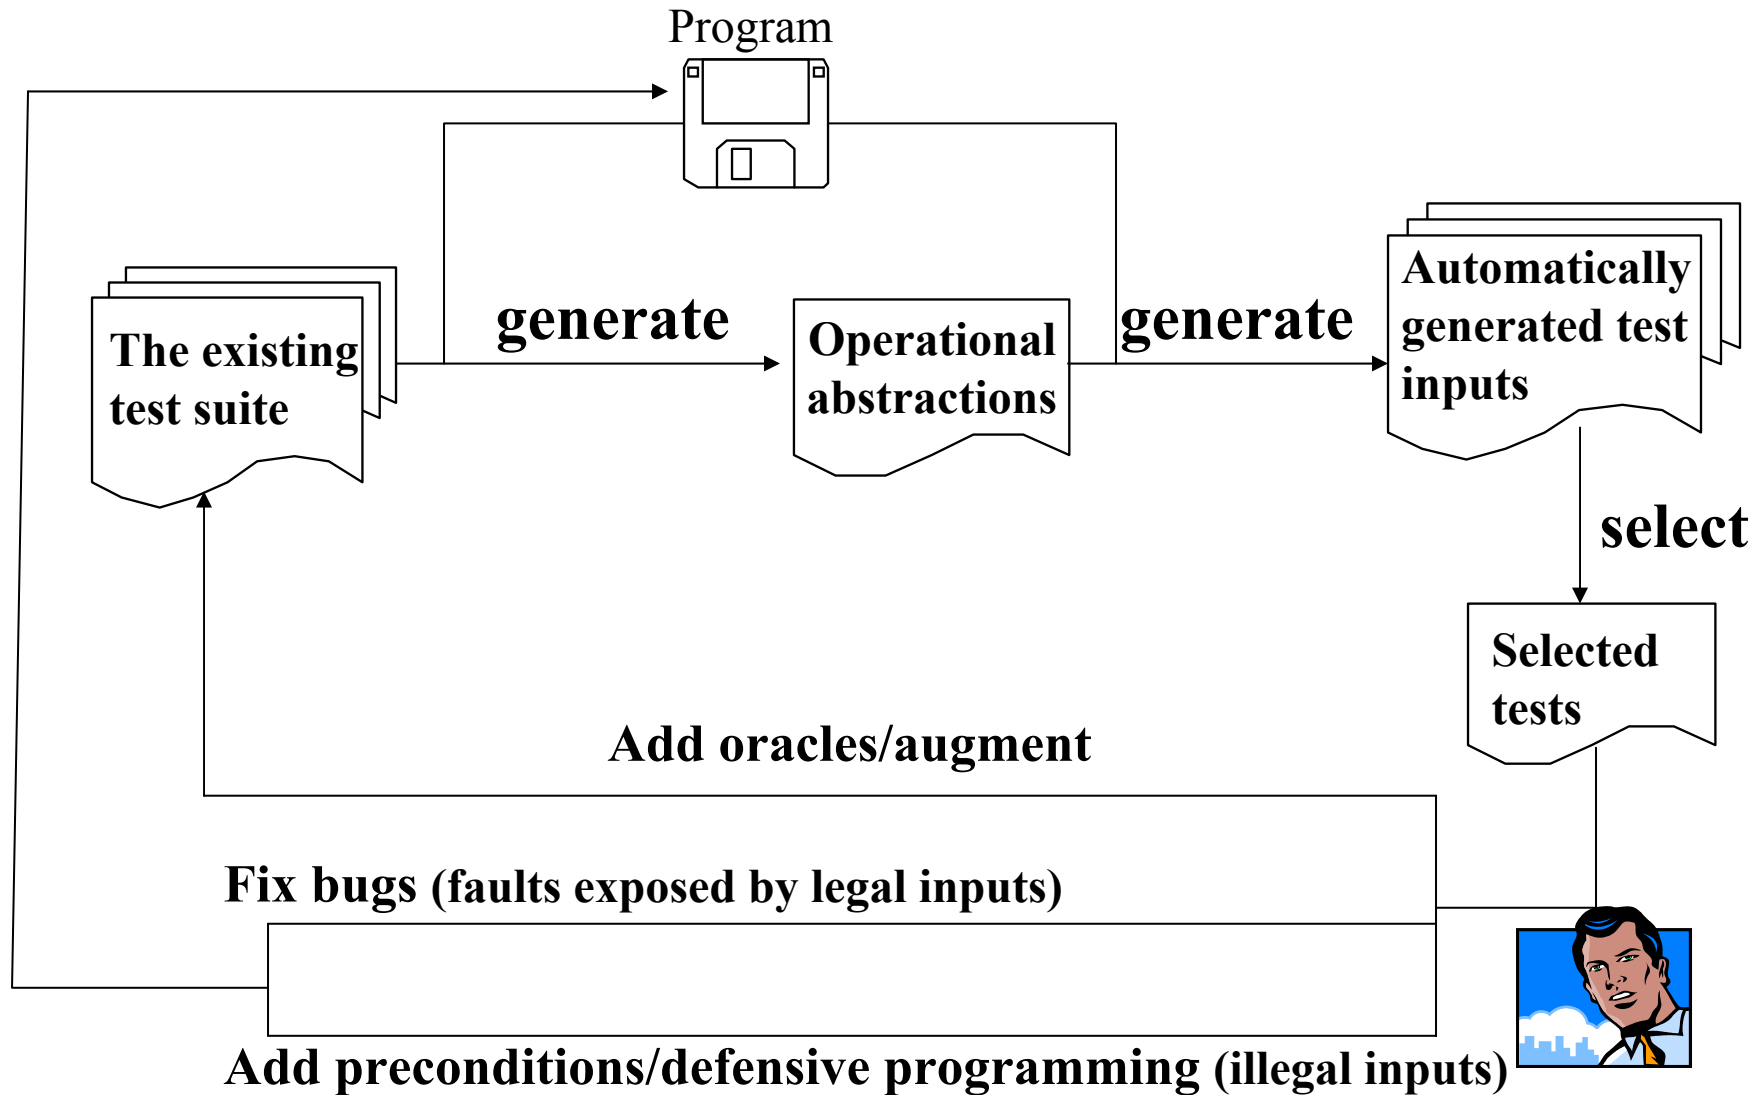 Program
The existing
test suite
generate
Operational
abstractions
generate
Automatically
generated test
inputs
select
Selected
tests
Add oracles/augment
Fix bugs (faults exposed by legal inputs)
Add preconditions/defensive programming (illegal inputs)